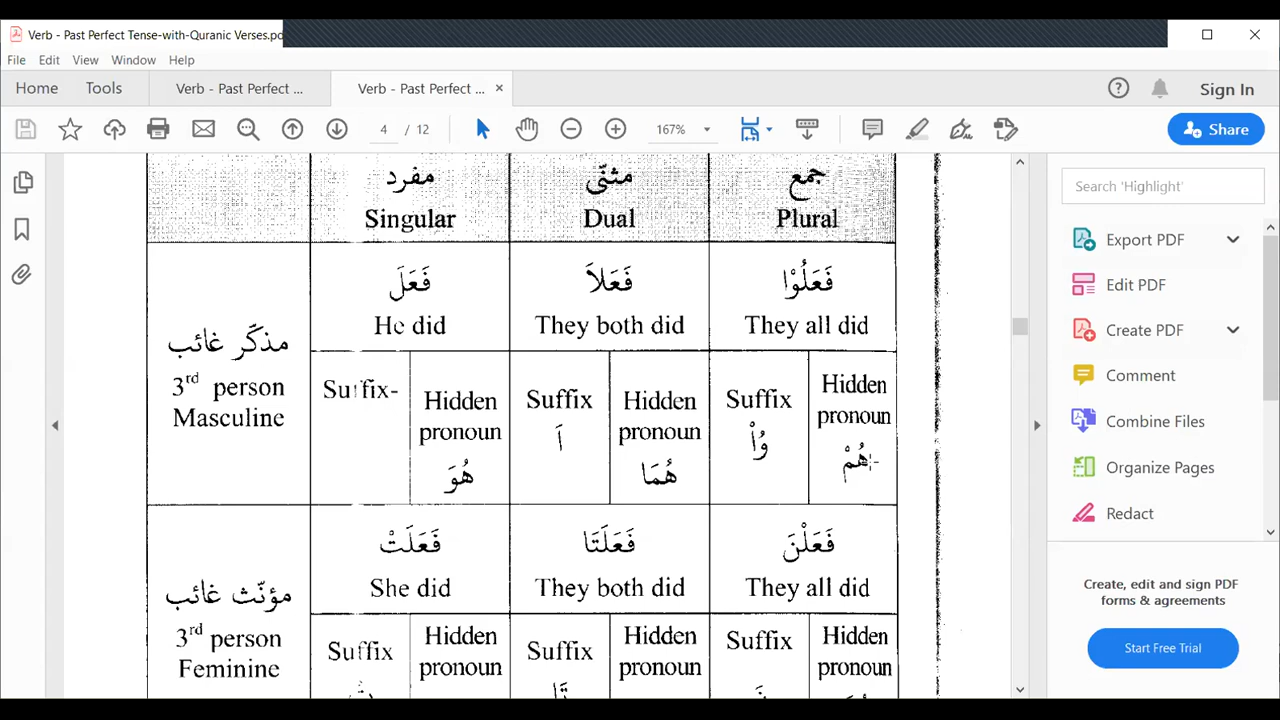 Verb - Past Perfect Tense-with-Quranic Verses.pd
File Edit View Window Help
Home Tools Verb - Past Perfect ... Verb - Past Perfect ... ×
? Sign In
4 / 12 167% Share
مفرد مثنّى جمع
Singular Dual Plural
فَعَلَ فَعَلاَ فَعَلُوْا
He did They both did They all did
مذكّر غائب
3rd person
Masculine
Suffix- Hidden pronoun هُوَ
Suffix اَ Hidden pronoun هُمَا
Suffix وُاْ Hidden pronoun هُمْ
فَعَلَتْ فَعَلَتَا فَعَلْنَ
She did They both did They all did
مؤنّث غائب
3rd person
Feminine
Suffix Hidden pronoun
Suffix تَا Hidden pronoun
Suffix Hidden pronoun
Search 'Highlight'
Export PDF
Edit PDF
Create PDF
Comment
Combine Files
Organize Pages
Redact
Create, edit and sign PDF
forms & agreements
Start Free Trial